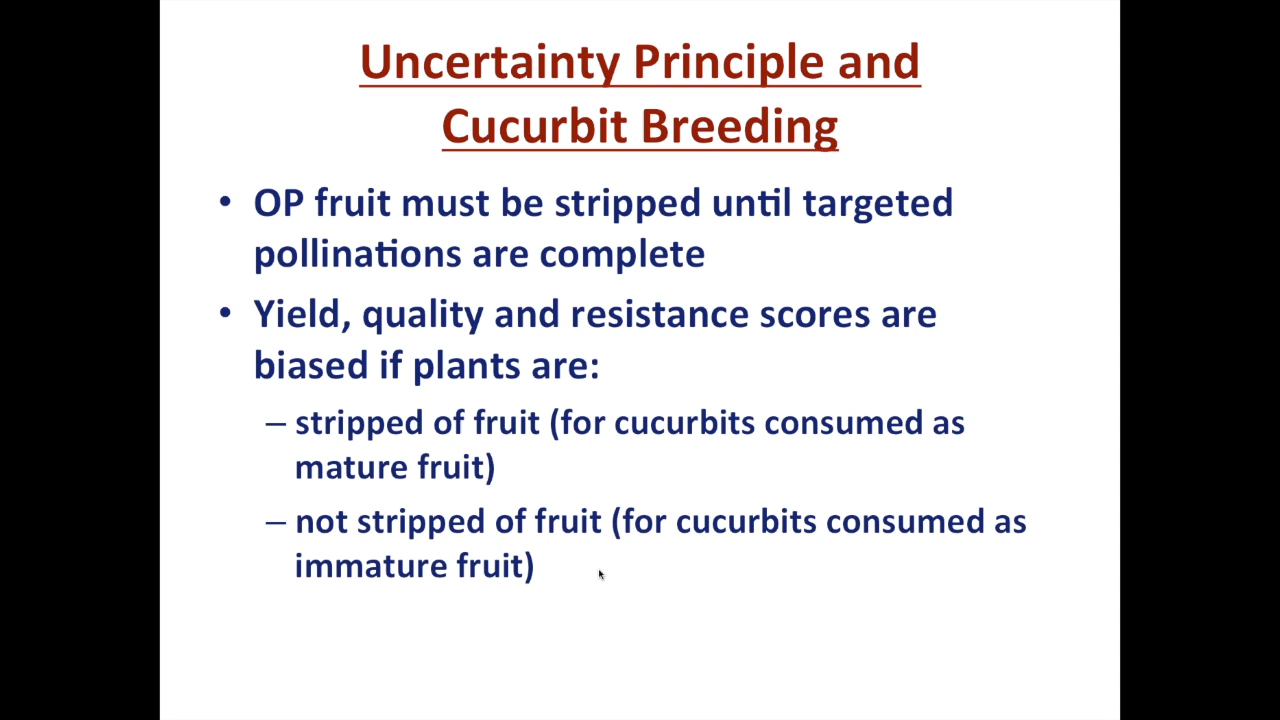 Uncertainty Principle and
Cucurbit Breeding
• OP fruit must be stripped until targeted
pollinations are complete
• Yield, quality and resistance scores are
biased if plants are:
– stripped of fruit (for cucurbits consumed as
mature fruit)
– not stripped of fruit (for cucurbits consumed as
immature fruit)